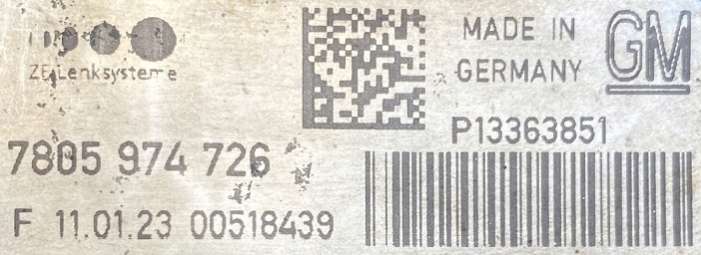 ZF Lenksysteme
MADE IN
GERMANY
GM
P13363851
7805 974 726
F 11.01.23 00518439